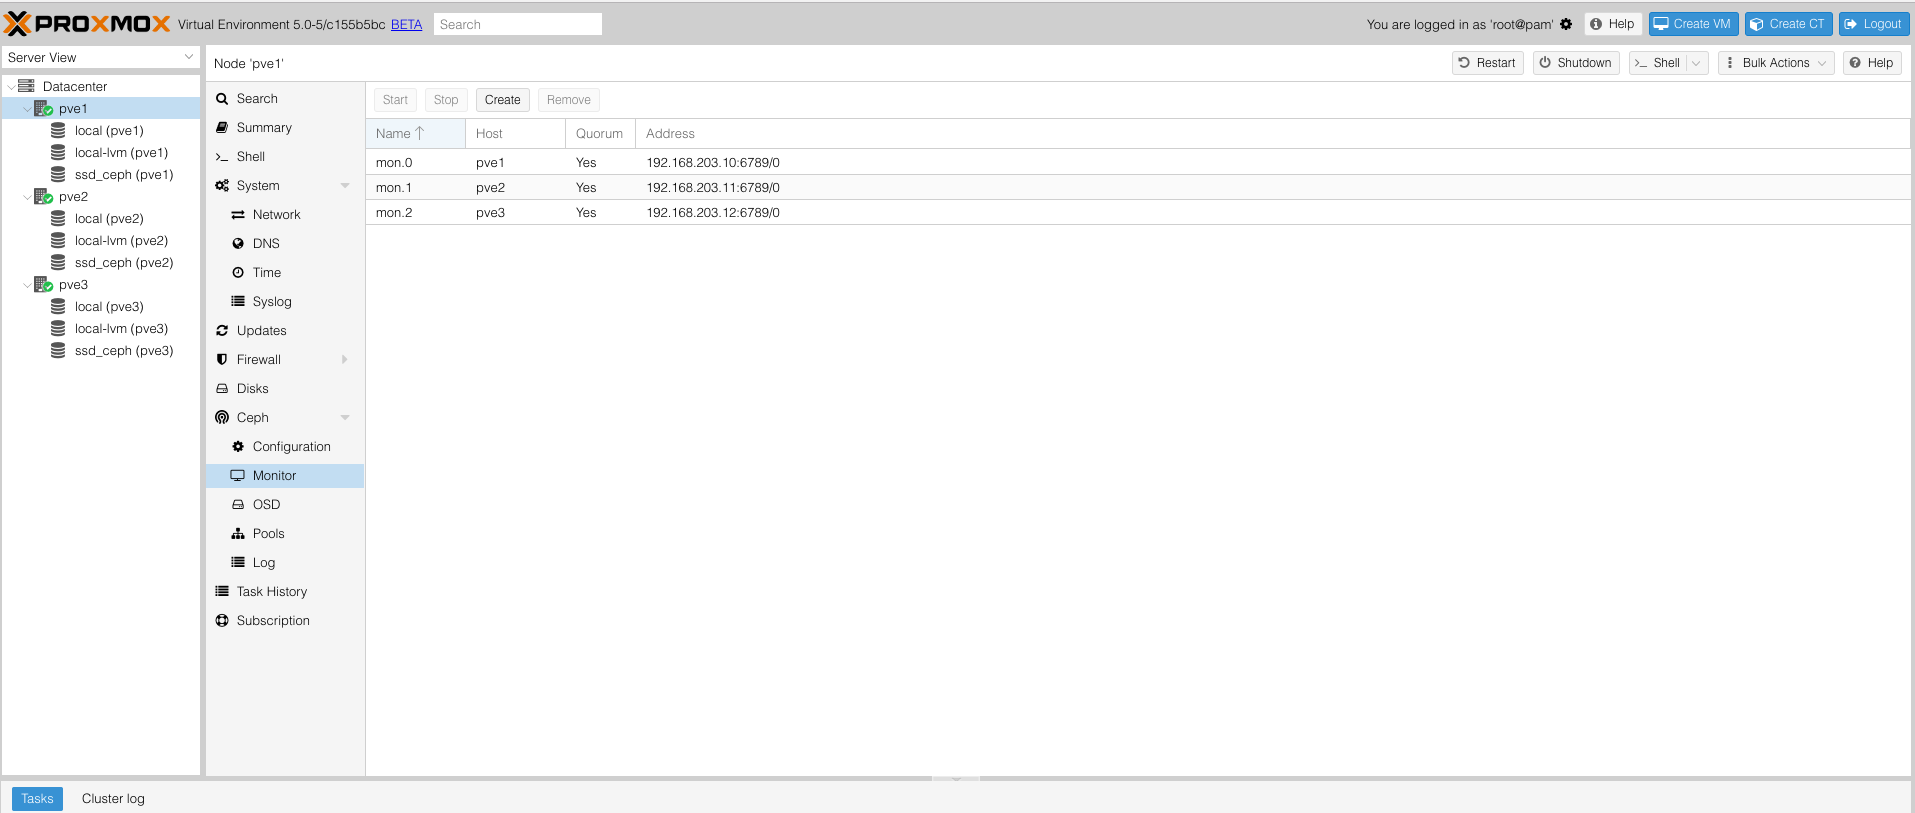 PROXMOX Virtual Environment 5.0-5/c155b5bc BETA Search You are logged in as 'root@pam' Help Create VM Create CT Logout
Server View
Datacenter
pve1
local (pve1)
local-lvm (pve1)
ssd_ceph (pve1)
pve2
local (pve2)
local-lvm (pve2)
ssd_ceph (pve2)
pve3
local (pve3)
local-lvm (pve3)
ssd_ceph (pve3)
Node 'pve1' Restart Shutdown >_ Shell Bulk Actions Help
Search
Summary
>_ Shell
System
Network
DNS
Time
Syslog
Updates
Firewall
Disks
Ceph
Configuration
Monitor
OSD
Pools
Log
Task History
Subscription
Start Stop Create Remove
Name Host Quorum Address
mon.0 pve1 Yes 192.168.203.10:6789/0
mon.1 pve2 Yes 192.168.203.11:6789/0
mon.2 pve3 Yes 192.168.203.12:6789/0
Tasks Cluster log